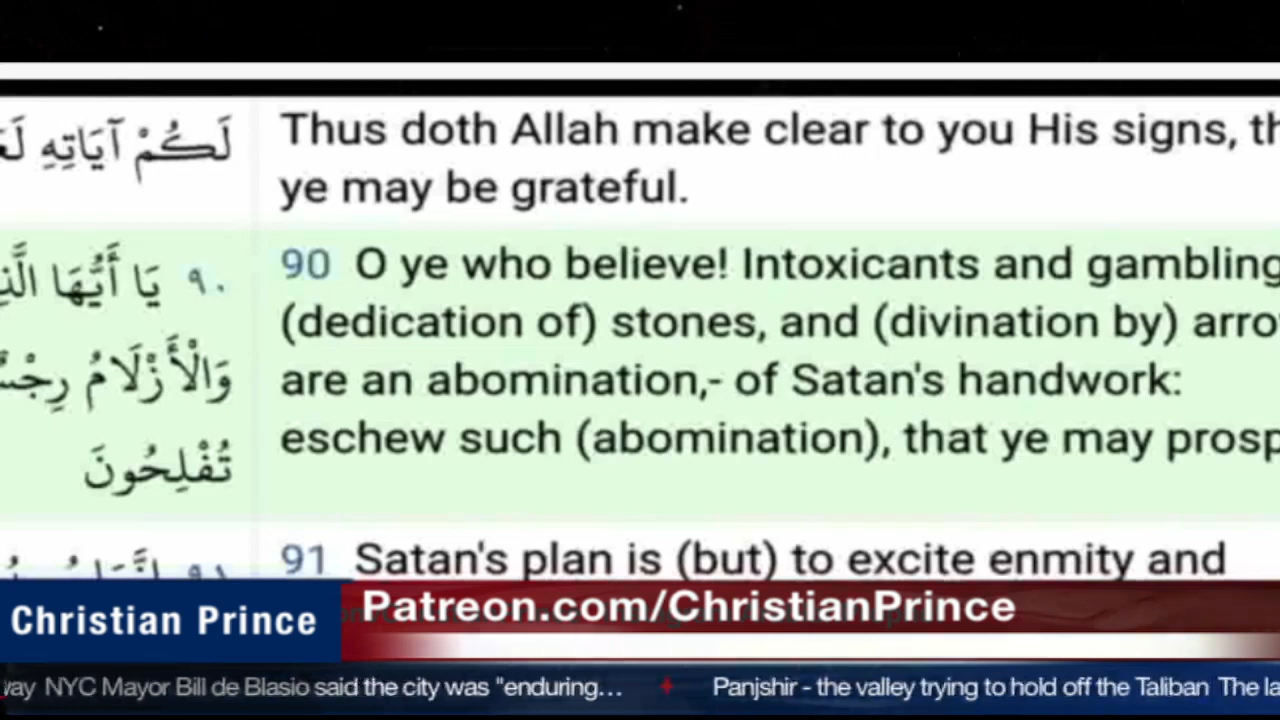 لَكُمْ آيَاتِهِ
Thus doth Allah make clear to you His signs,
ye may be grateful.
٩٠ يَا أَيُّهَا
90 O ye who believe! Intoxicants and gambling
(dedication of) stones, and (divination by)
وَالْأَزْلَامُ
are an abomination,- of Satan's handwork:
eschew such (abomination), that ye may
تُفْلِحُونَ
91 Satan's plan is (but) to excite enmity and
Christian Prince
Patreon.com/ChristianPrince
NYC Mayor Bill de Blasio said the city was "enduring... Panjshir - the valley trying to hold off the Taliban The